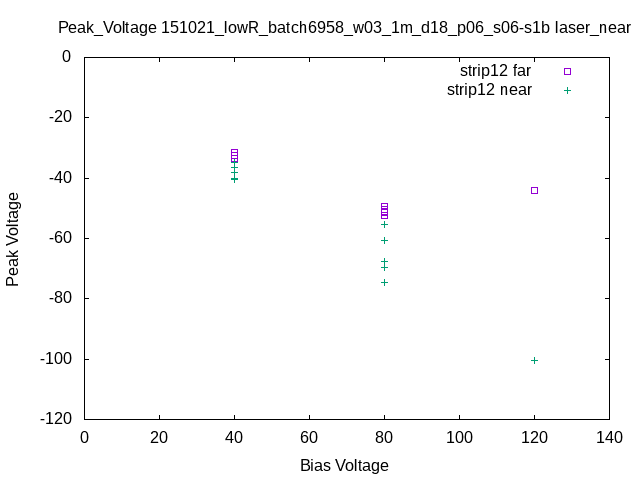 Peak_Voltage 151021_lowR_batch6958_w03_1m_d18_p06_s06-s1b laser_near
0
-20
-40
-60
-80
-100
-120
strip12 far
strip12 near
Peak Voltage
0 20 40 60 80 100 120 140
Bias Voltage